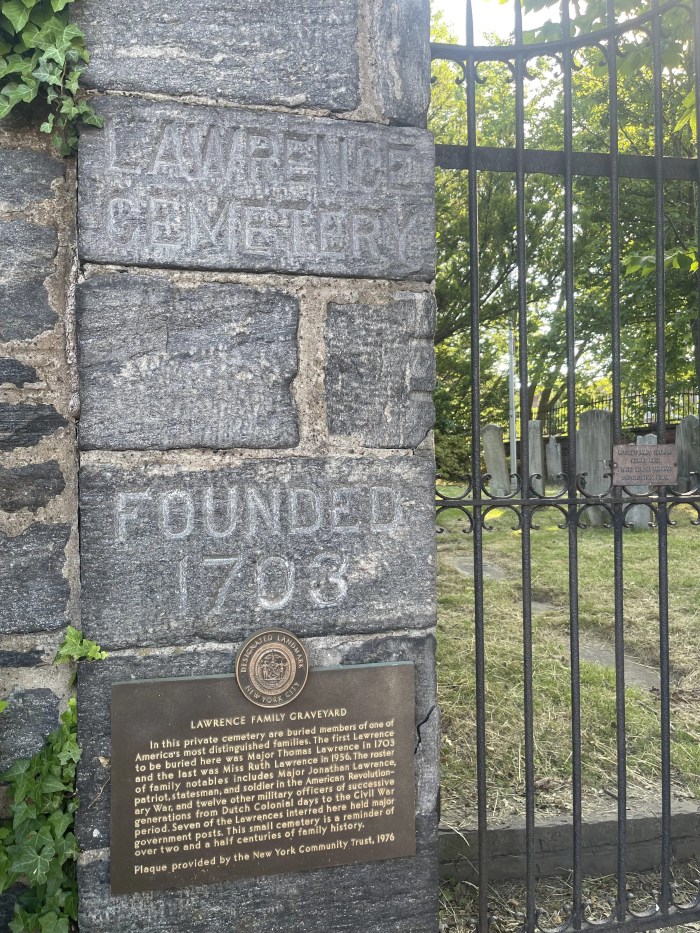 LAWRENCE
CEMETERY
FOUNDED
1703
DESIGNATED LANDMARK
NEW YORK CITY
LAWRENCE FAMILY GRAVEYARD
In this private cemetery are buried members of one of
America's most distinguished families. The first Lawrence
to be buried here was Major Thomas Lawrence in 1703
and the last was Miss Ruth Lawrence in 1956. The roster
of family notables includes Major Jonathan Lawrence,
patriot, statesman, and soldier in the American Revolution-
ary War, and twelve other military officers of successive
generations from Dutch Colonial days to the Civil War
period. Seven of the Lawrences interred here held major
government posts. This small cemetery is a reminder of
over two and a half centuries of family history.
Plaque provided by the New York Community Trust, 1976